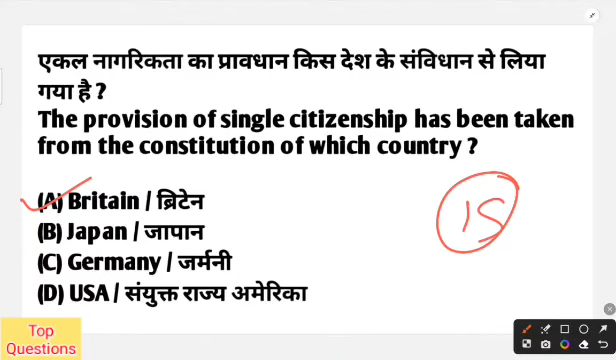 एकल नागरिकता का प्रावधान किस देश के संविधान से लिया
गया है ?
The provision of single citizenship has been taken
from the constitution of which country ?
(A) Britain / ब्रिटेन
(B) Japan / जापान
(C) Germany / जर्मनी
(D) USA / संयुक्त राज्य अमेरिका
15
Top
Questions